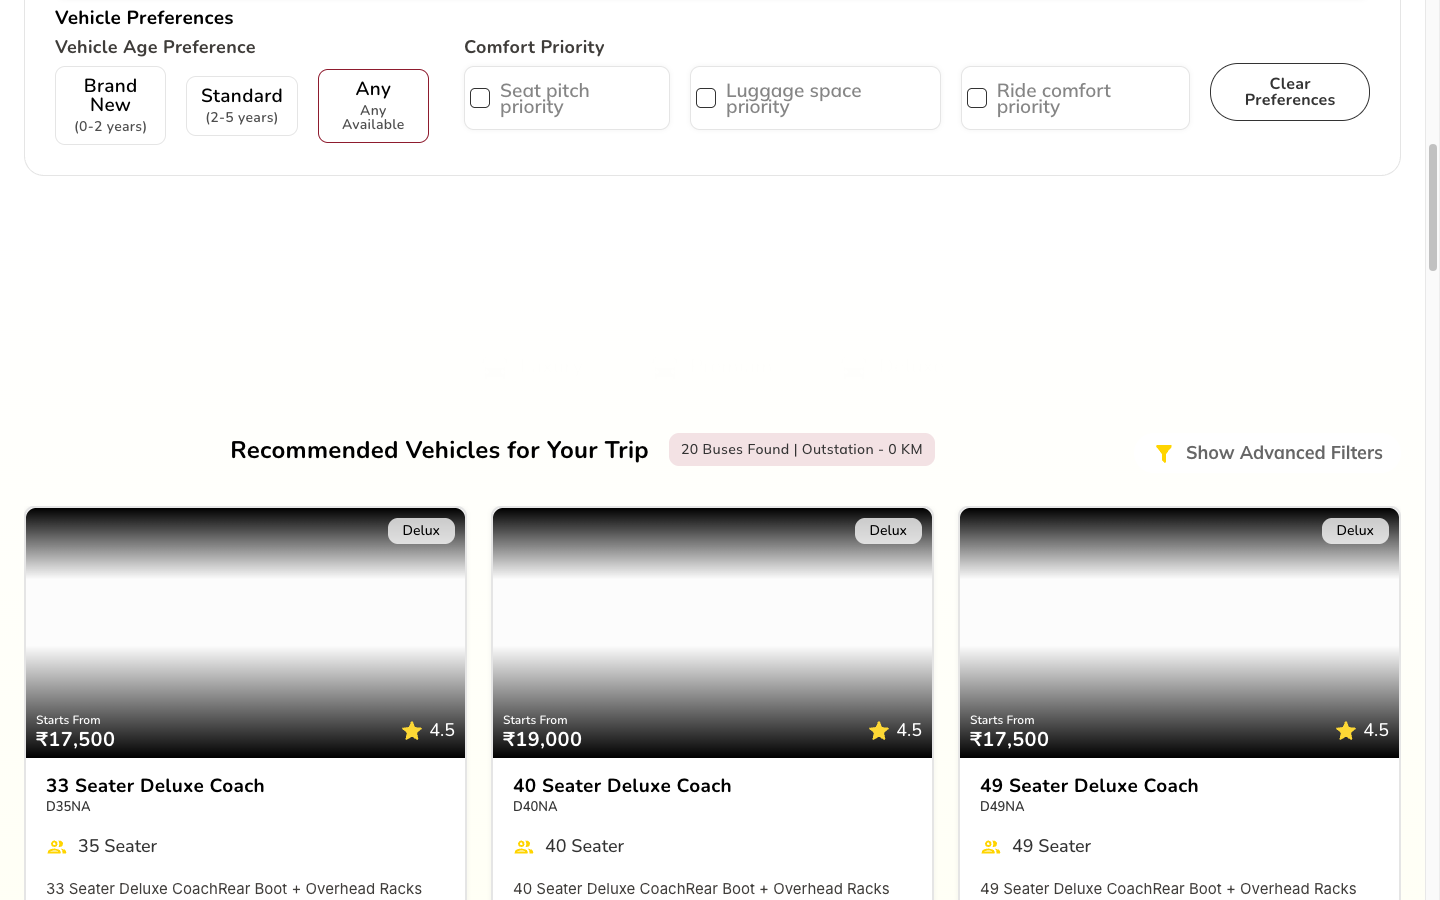 Vehicle Preferences
Vehicle Age Preference
Comfort Priority
Brand
New
(0-2 years)
Standard
(2-5 years)
Any
Any
Available
Seat pitch
priority
Luggage space
priority
Ride comfort
priority
Clear
Preferences
Recommended Vehicles for Your Trip
20 Buses Found | Outstation - 0 KM
Show Advanced Filters
Delux
Starts From
₹17,500
4.5
33 Seater Deluxe Coach
D35NA
35 Seater
33 Seater Deluxe CoachRear Boot + Overhead Racks
Delux
Starts From
₹19,000
4.5
40 Seater Deluxe Coach
D40NA
40 Seater
40 Seater Deluxe CoachRear Boot + Overhead Racks
Delux
Starts From
₹17,500
4.5
49 Seater Deluxe Coach
D49NA
49 Seater
49 Seater Deluxe CoachRear Boot + Overhead Racks